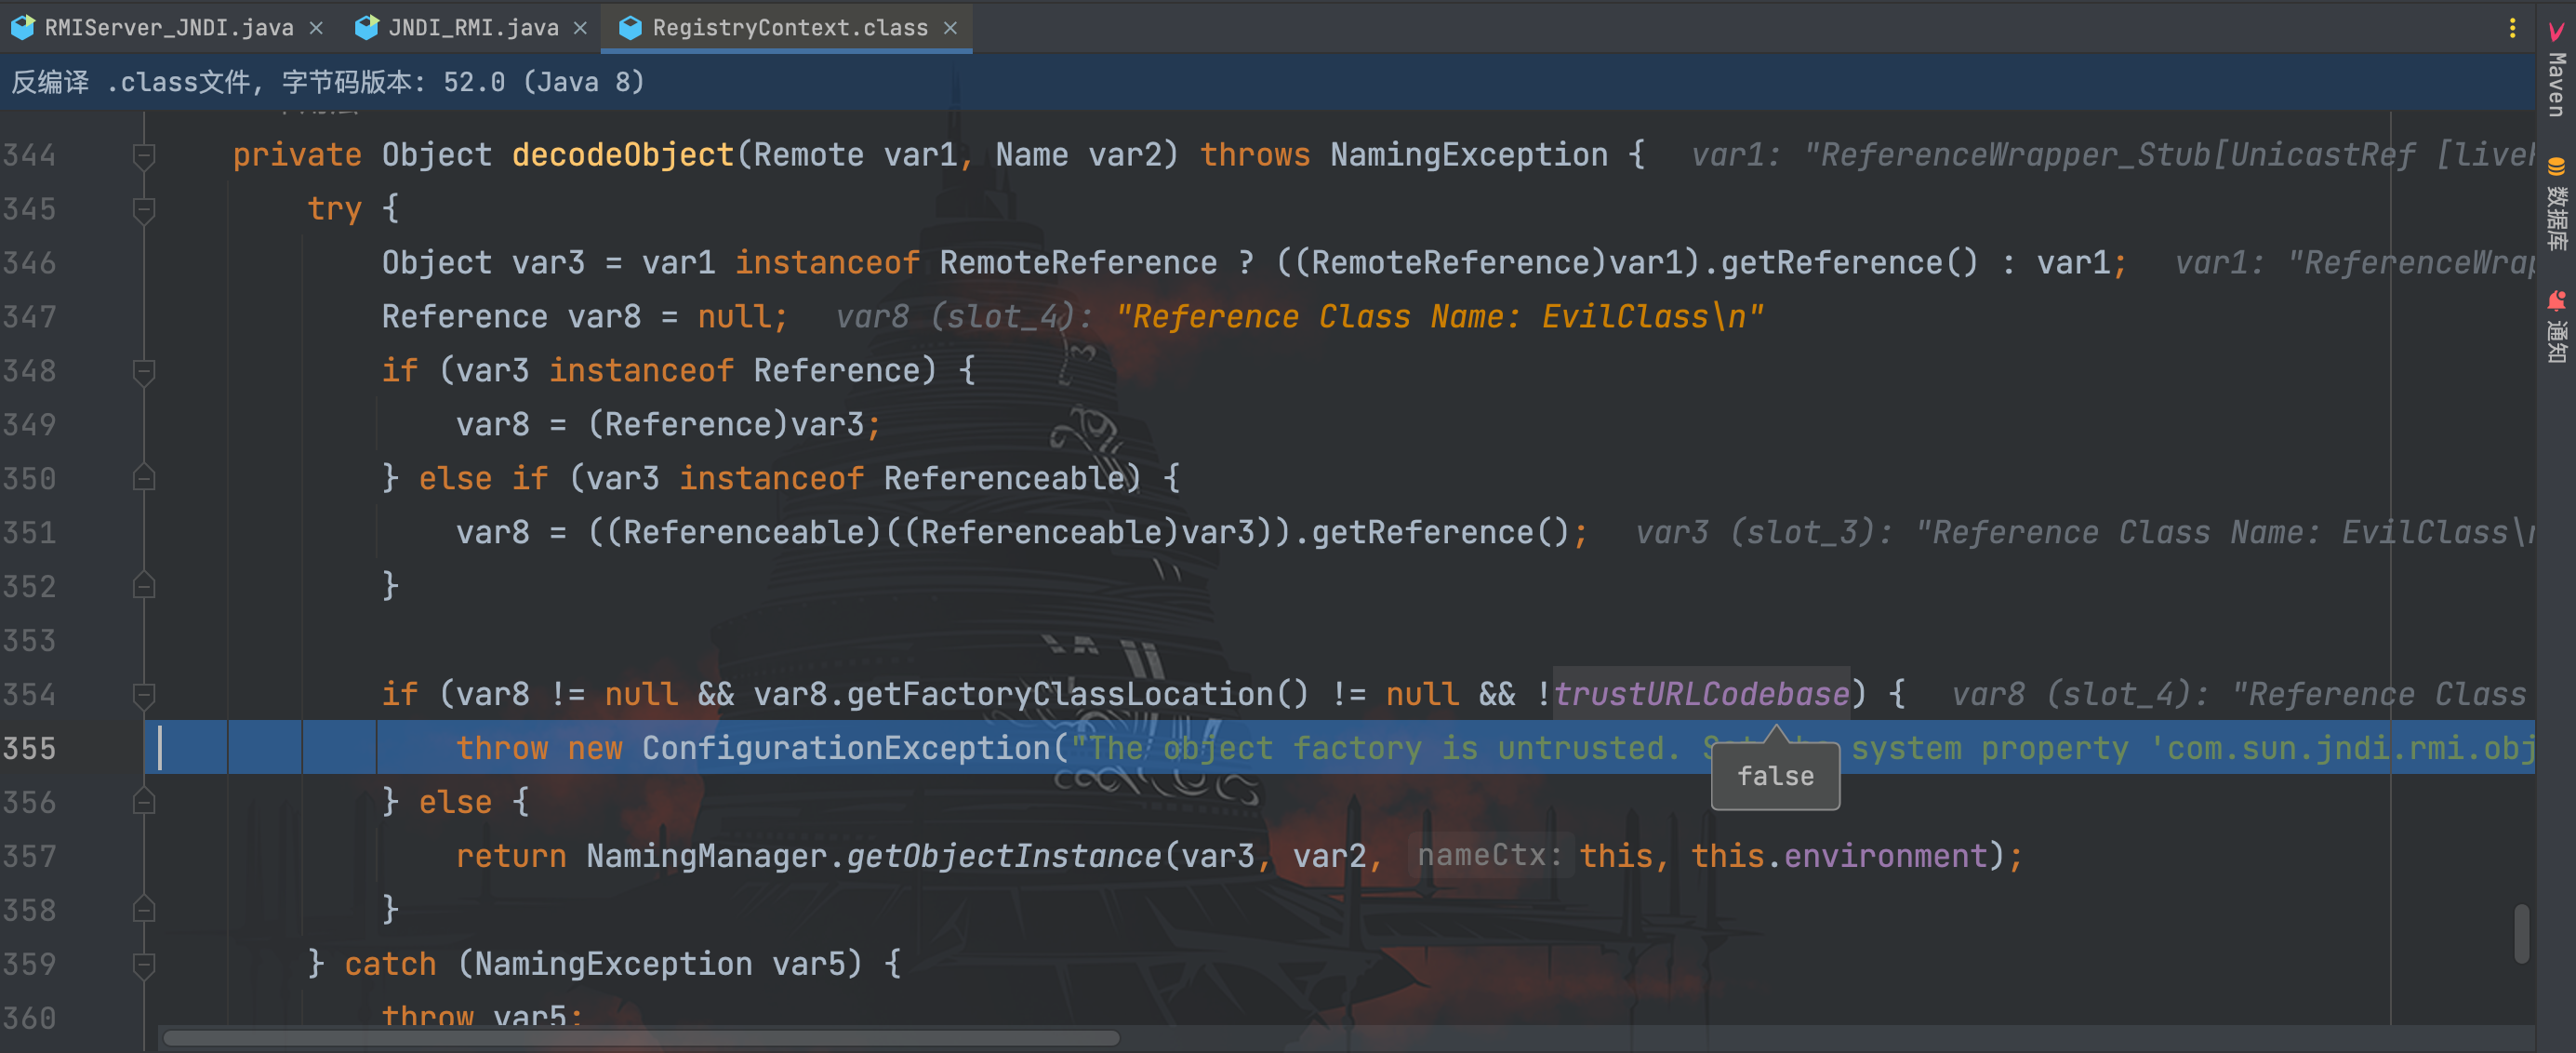 RMIServer_JNDI.java
JNDI_RMI.java
RegistryContext.class
反编译 .class文件, 字节码版本: 52.0 (Java 8)
344 private Object decodeObject(Remote var1, Name var2) throws NamingException { var1: "ReferenceWrapper_Stub[UnicastRef [live
345 try {
346 Object var3 = var1 instanceof RemoteReference ? ((RemoteReference)var1).getReference() : var1; var1: "ReferenceWrap
347 Reference var8 = null; var8 (slot_4): "Reference Class Name: EvilClass\n"
348 if (var3 instanceof Reference) {
349 var8 = (Reference)var3;
350 } else if (var3 instanceof Referenceable) {
351 var8 = ((Referenceable)((Referenceable)var3)).getReference(); var3 (slot_3): "Reference Class Name: EvilClass\n
352 }
353
354 if (var8 != null && var8.getFactoryClassLocation() != null && !trustURLCodebase) { var8 (slot_4): "Reference Class
355 throw new ConfigurationException("The object factory is untrusted. system property 'com.sun.jndi.rmi.obj
false
356 } else {
357 return NamingManager.getObjectInstance(var3, var2, nameCtx: this, this.environment);
358 }
359 } catch (NamingException var5) {
360 throw var5;
Maven
数据库
通知